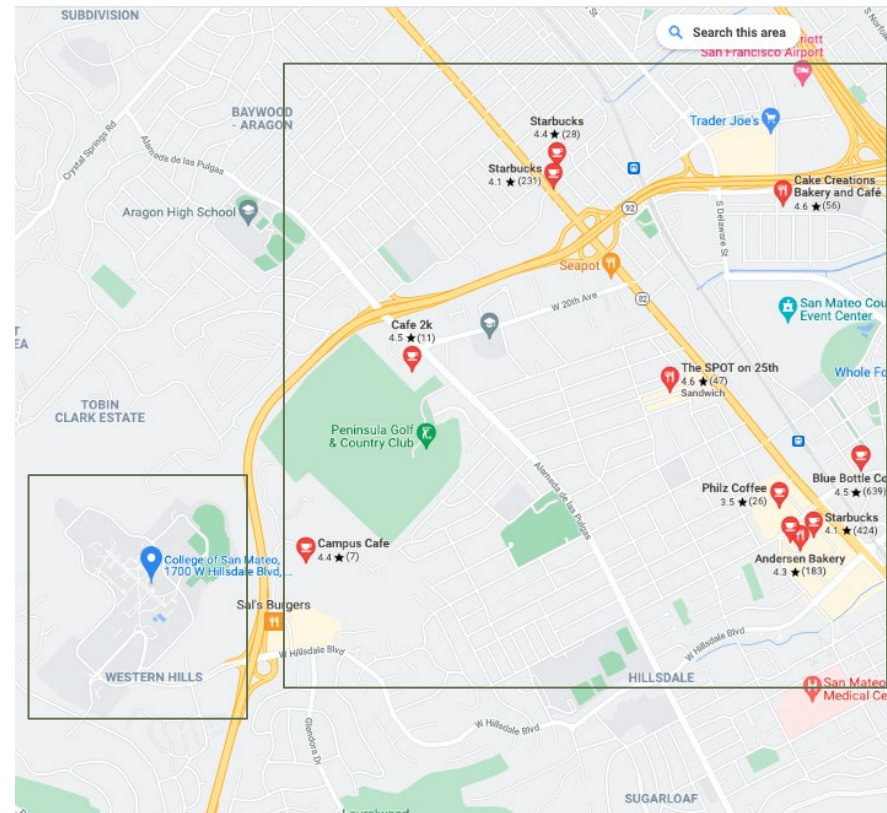 SUBDIVISION
Search this area
rriott
San Francisco Airport
BAYWOOD
- ARAGON
Crystal Springs Rd
Alameda de las Pulgas
Starbucks
4.4 ★ (28)
Starbucks
4.1 ★ (231)
Trader Joe's
Cake Creations
Bakery and Café
4.6 ★ (56)
Aragon High School
92
S Delaware St
Seapot
82
W 20th Ave
San Mateo Cou
Event Center
Cafe 2k
4.5 ★ (11)
The SPOT on 25th
4.6 ★ (47)
Sandwich
Whole Fo
TOBIN
CLARK ESTATE
Peninsula Golf
& Country Club
Alameda de las Pulgas
Philz Coffee
3.5 ★ (26)
Blue Bottle Co
4.5 ★ (639)
Starbucks
4.1 ★ (424)
Andersen Bakery
4.3 ★ (183)
Campus Cafe
4.4 ★ (7)
College of San Mateo,
1700 W Hillsdale Blvd,...
Sal's Burgers
W Hillsdale Blvd
W Hillsdale Blvd
WESTERN HILLS
HILLSDALE
San Mateo
Medical Ce
W Hillsdale Blvd
Glendora Dr
SUGARLOAF
Laurelwood